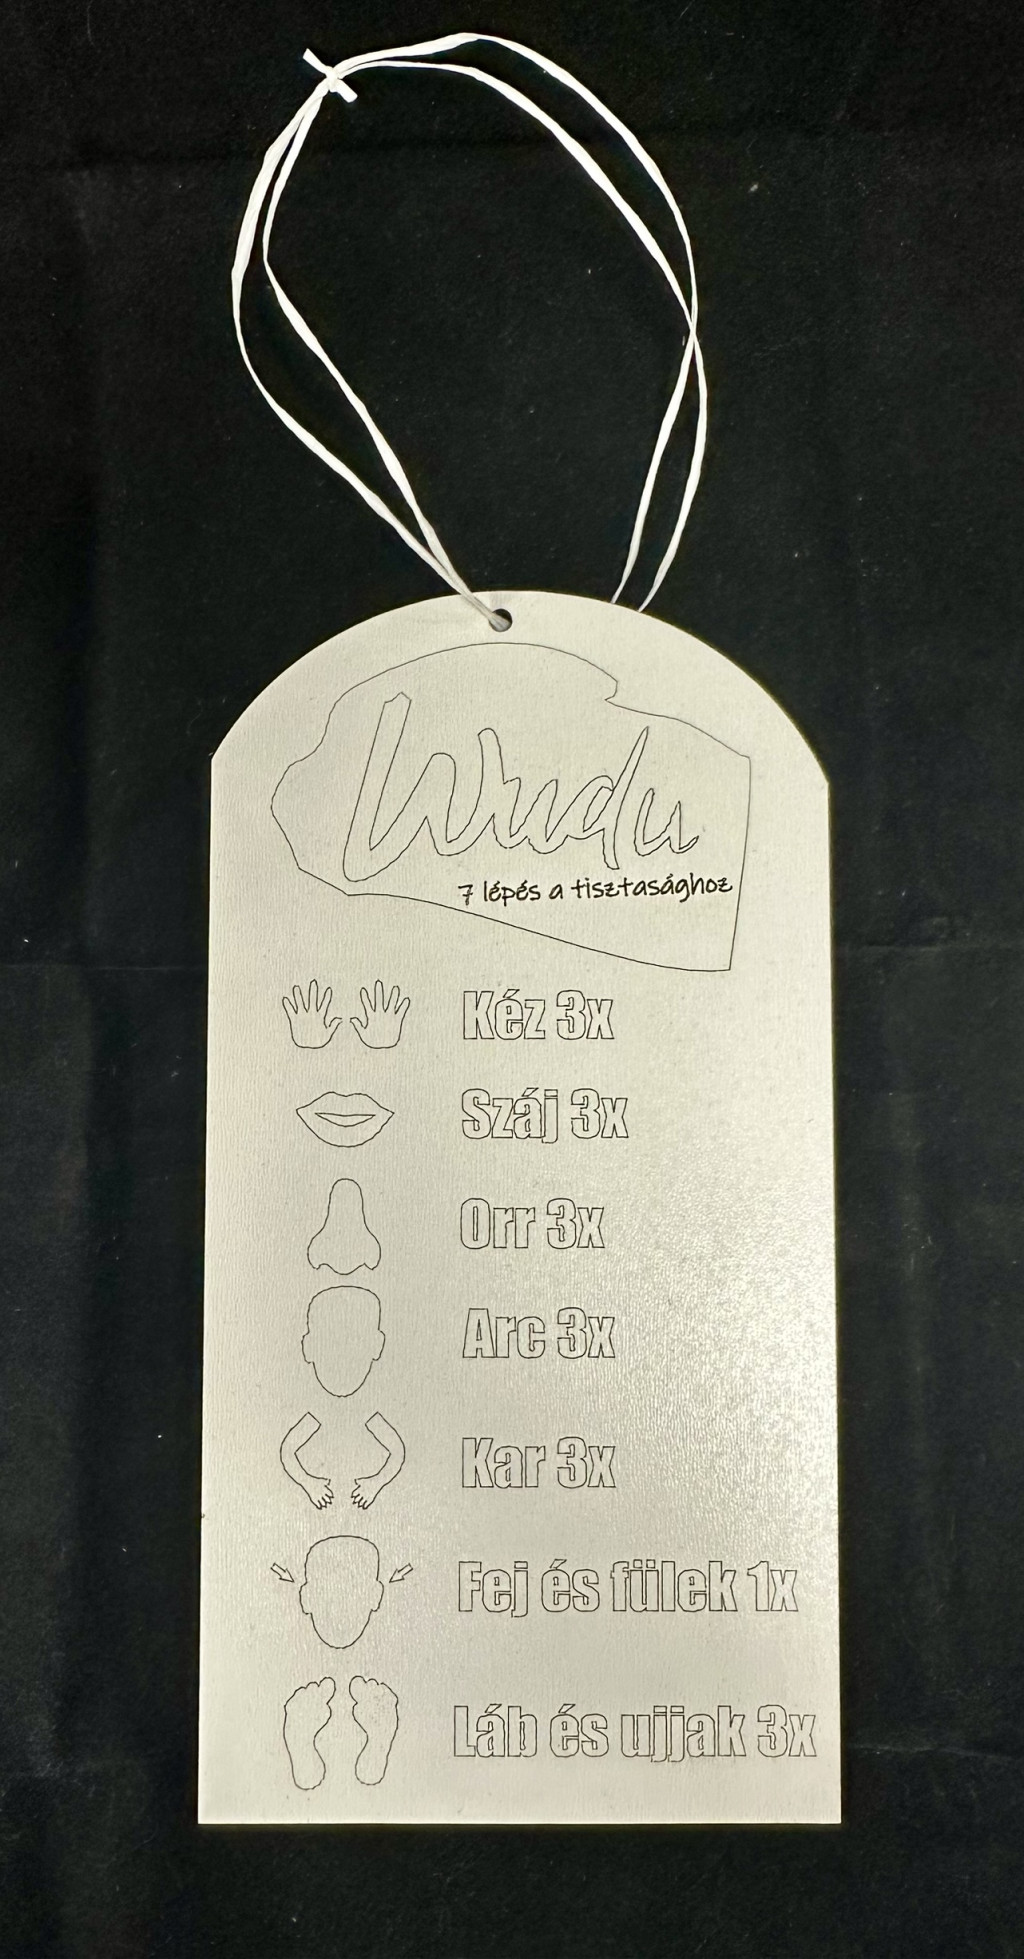 Wudu
7 lépés a tisztasághoz
Kéz 3x
Száj 3x
Orr 3x
Arc 3x
Kar 3x
Fej és fülek 1x
Láb és ujjak 3x